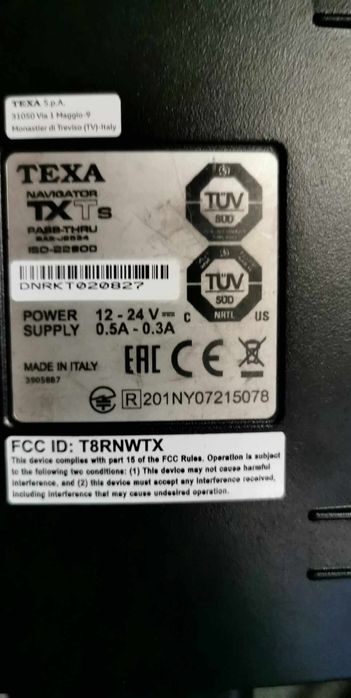 TEXA S.p.A.
31050 Via 1 Maggio-9
Monastier di Treviso (TV)-Italy
TEXA
NAVIGATOR
TXTs
PASS-THRU
SAE-J2534
ISO-22900
TÜV
SÜD
TÜV
SÜD
NRTL
C US
DNRKT020827
POWER 12 - 24 V
SUPPLY 0.5A - 0.3A
MADE IN ITALY
3905887
EAC CE
R 201NY07215078
FCC ID: T8RNWTX
This device complies with part 15 of the FCC Rules. Operation is subject
to the following two conditions: (1) This device may not cause harmful
interference, and (2) this device must accept any interference received,
including interference that may cause undesired operation.